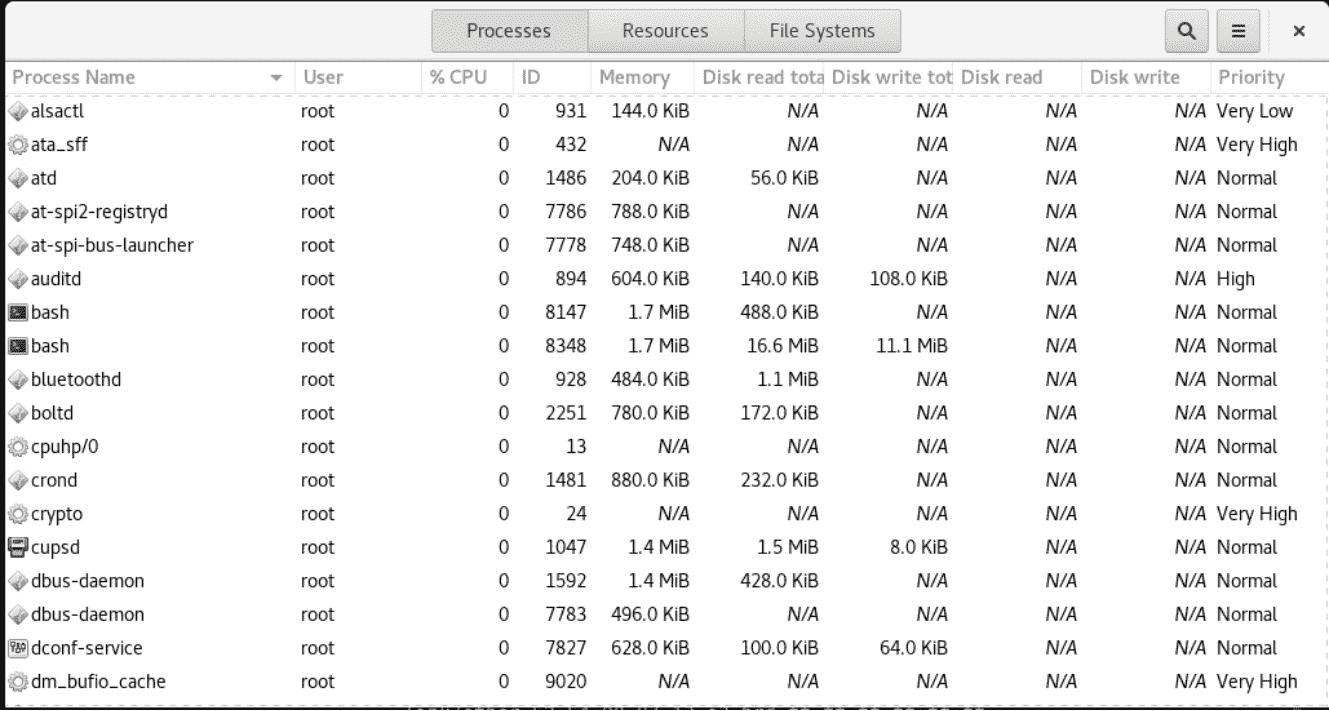 Processes Resources File Systems
Process Name User % CPU ID Memory Disk read tota Disk write tot Disk read Disk write Priority
alsactl root 0 931 144.0 KiB N/A N/A N/A N/A Very Low
ata_sff root 0 432 N/A N/A N/A N/A N/A Very High
atd root 0 1486 204.0 KiB 56.0 KiB N/A N/A N/A Normal
at-spi2-registryd root 0 7786 788.0 KiB N/A N/A N/A N/A Normal
at-spi-bus-launcher root 0 7778 748.0 KiB N/A N/A N/A N/A Normal
auditd root 0 894 604.0 KiB 140.0 KiB 108.0 KiB N/A N/A High
bash root 0 8147 1.7 MiB 488.0 KiB N/A N/A N/A Normal
bash root 0 8348 1.7 MiB 16.6 MiB 11.1 MiB N/A N/A Normal
bluetoothd root 0 928 484.0 KiB 1.1 MiB N/A N/A N/A Normal
boltd root 0 2251 780.0 KiB 172.0 KiB N/A N/A N/A Normal
cpuhp/0 root 0 13 N/A N/A N/A N/A N/A Normal
crond root 0 1481 880.0 KiB 232.0 KiB N/A N/A N/A Normal
crypto root 0 24 N/A N/A N/A N/A N/A Very High
cupsd root 0 1047 1.4 MiB 1.5 MiB 8.0 KiB N/A N/A Normal
dbus-daemon root 0 1592 1.4 MiB 428.0 KiB N/A N/A N/A Normal
dbus-daemon root 0 7783 496.0 KiB N/A N/A N/A N/A Normal
dconf-service root 0 7827 628.0 KiB 100.0 KiB 64.0 KiB N/A N/A Normal
dm_bufio_cache root 0 9020 N/A N/A N/A N/A N/A Very High